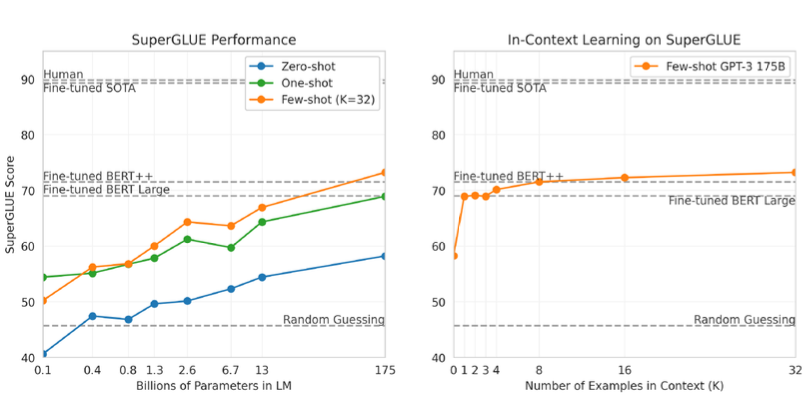 SuperGLUE Performance
Human
Fine-tuned SOTA
Zero-shot
One-shot
Few-shot (K=32)
Fine-tuned BERT++
Fine-tuned BERT Large
Random Guessing
SuperGLUE Score
90
80
70
60
50
40
0.1 0.4 0.8 1.3 2.6 6.7 13 175
Billions of Parameters in LM
In-Context Learning on SuperGLUE
Human
Fine-tuned SOTA
Few-shot GPT-3 175B
Fine-tuned BERT++
Fine-tuned BERT Large
Random Guessing
90
80
70
60
50
40
0 1 2 3 4 8 16 32
Number of Examples in Context (K)